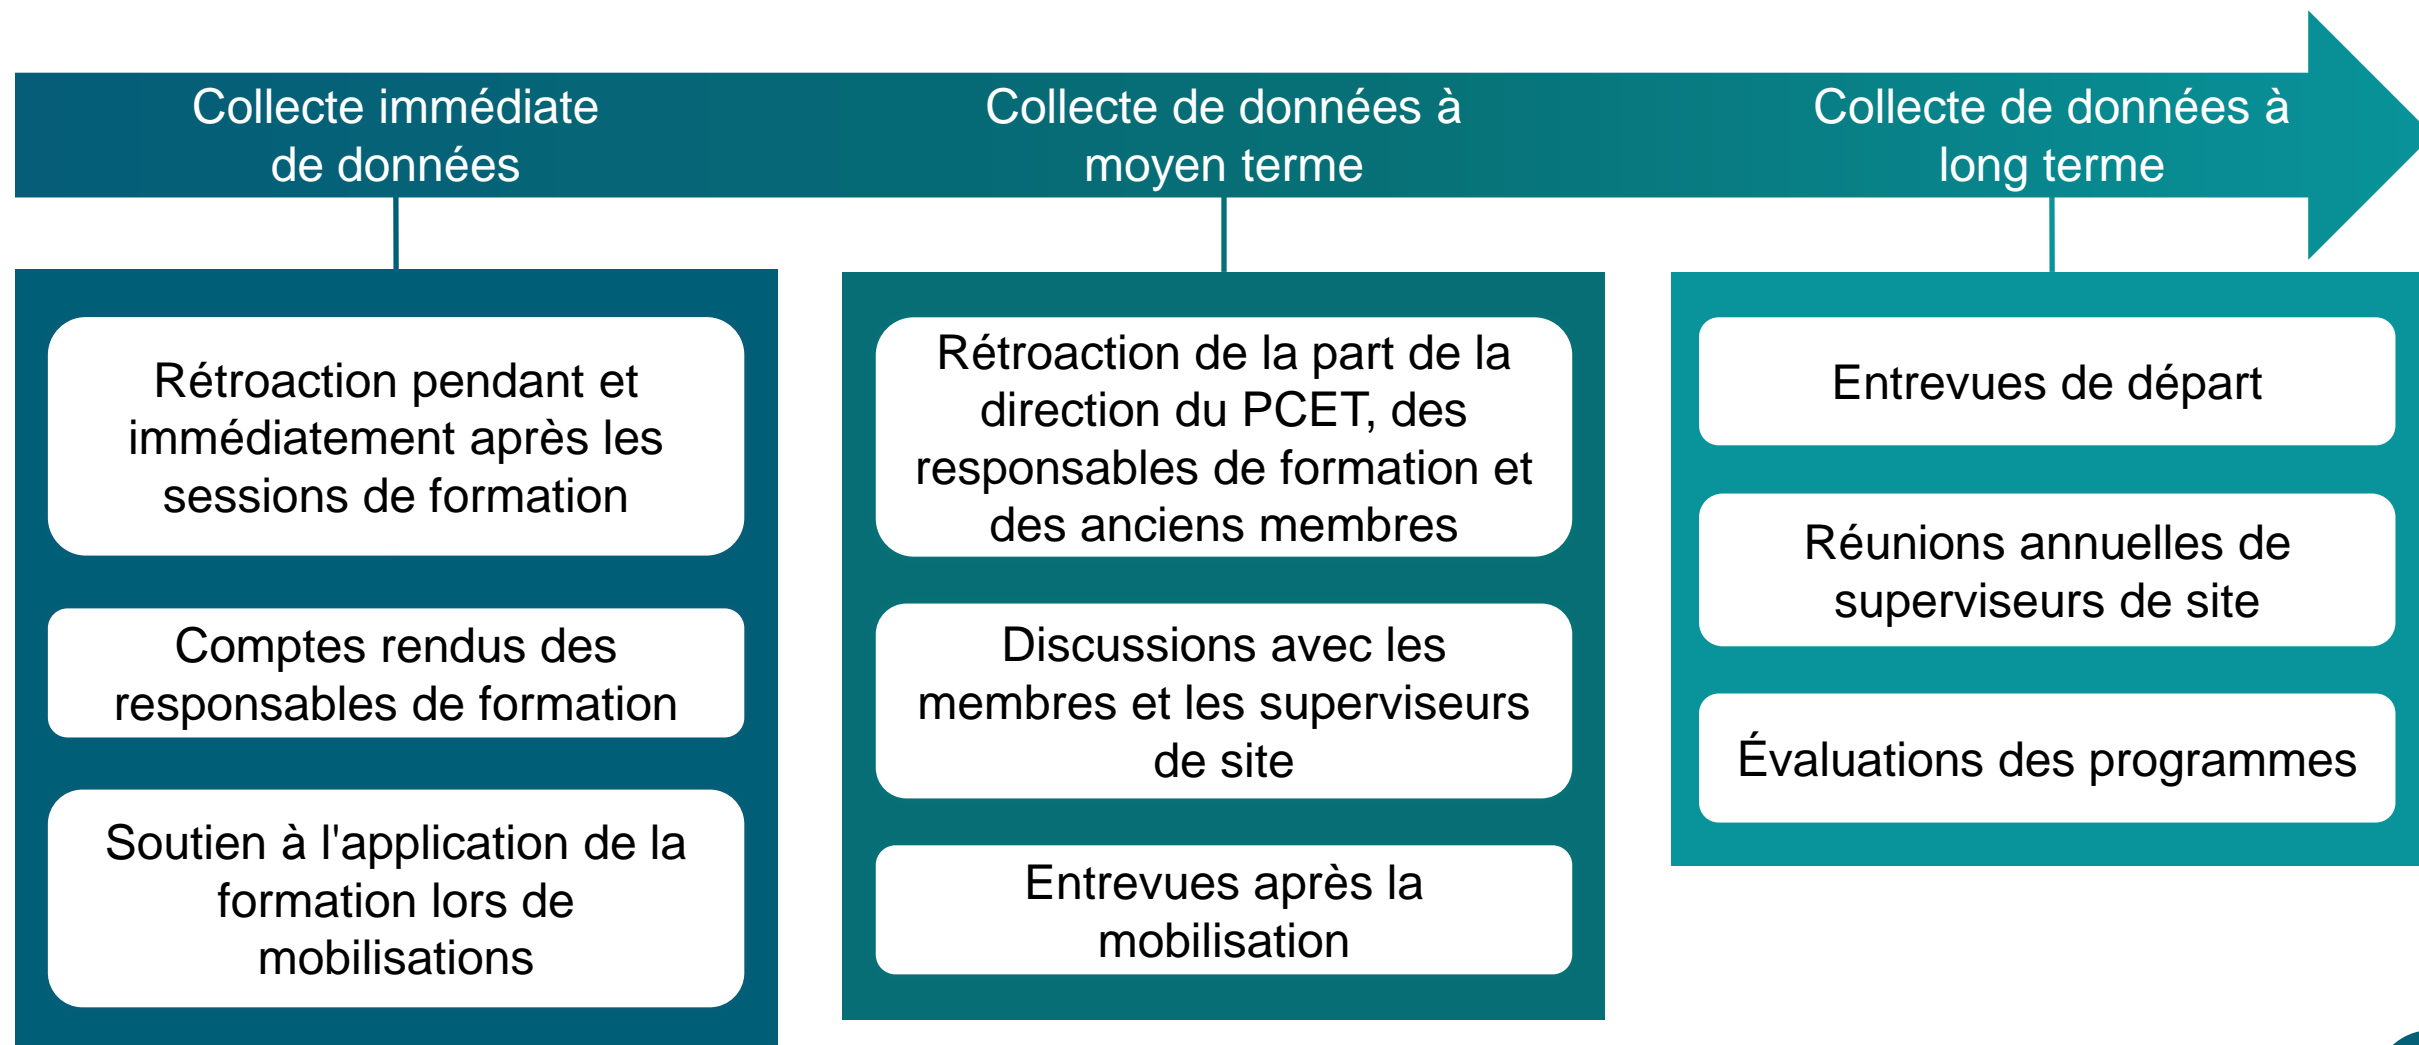 Collecte immédiate
de données
Collecte de données à
moyen terme
Collecte de données à
long terme
Rétroaction pendant et
immédiatement après les
sessions de formation
Comptes rendus des
responsables de formation
Soutien à l'application de la
formation lors de
mobilisations
Rétroaction de la part de la
direction du PCET, des
responsables de formation et
des anciens membres
Discussions avec les
membres et les superviseurs
de site
Entrevues après la
mobilisation
Entrevues de départ
Réunions annuelles de
superviseurs de site
Évaluations des programmes